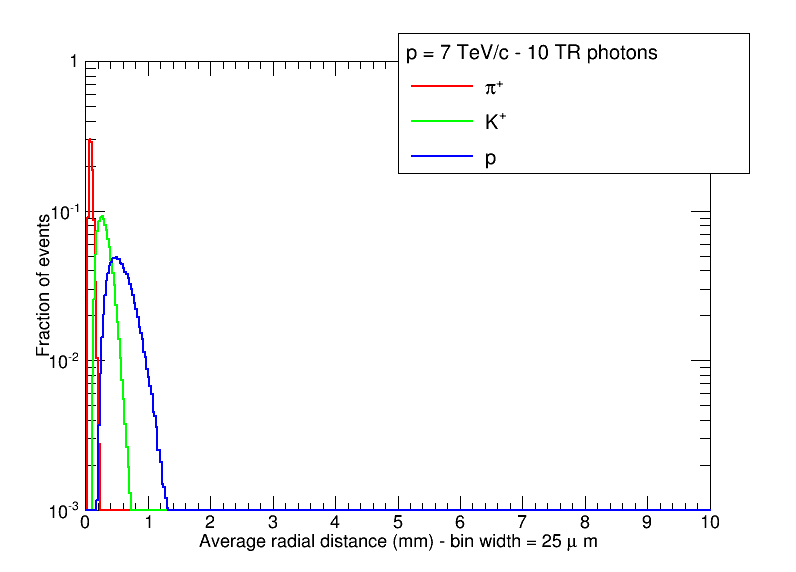 p = 7 TeV/c - 10 TR photons
π⁺
K⁺
p
1
10⁻¹
10⁻²
10⁻³
Fraction of events
0 1 2 3 4 5 6 7 8 9 10
Average radial distance (mm) - bin width = 25 μ m